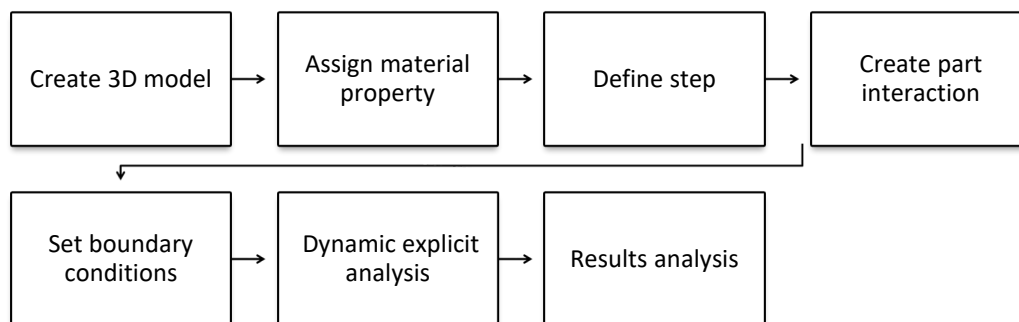 Create 3D model
Assign material
property
Define step
Create part
interaction
Set boundary
conditions
Dynamic explicit
analysis
Results analysis